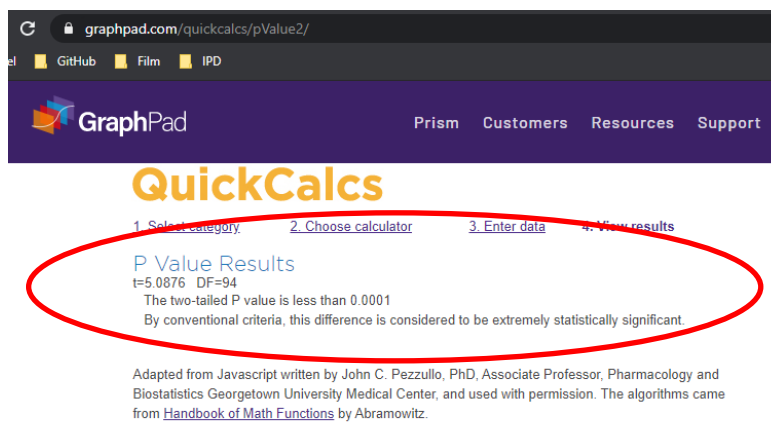 graphpad.com/quickcalcs/pValue2/
el GitHub Film IPD
GraphPad Prism Customers Resources Support
QuickCalcs
1. Select category 2. Choose calculator 3. Enter data 4. View results
P Value Results
t=5.0876 DF=94
The two-tailed P value is less than 0.0001
By conventional criteria, this difference is considered to be extremely statistically significant.
Adapted from Javascript written by John C. Pezzullo, PhD, Associate Professor, Pharmacology and
Biostatistics Georgetown University Medical Center, and used with permission. The algorithms came
from Handbook of Math Functions by Abramowitz.